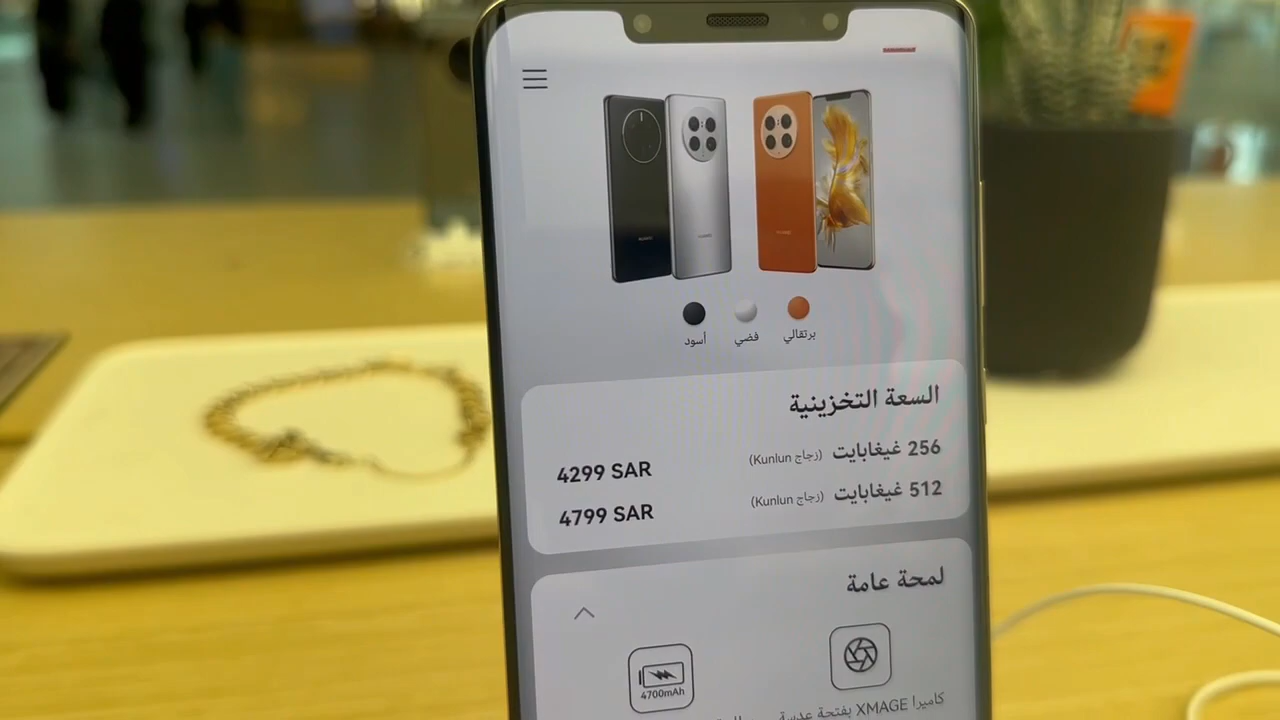 أسود فضي برتقالي
السعة التخزينية
256 غيغابايت (زجاج Kunlun) 4299 SAR
512 غيغابايت (زجاج Kunlun) 4799 SAR
لمحة عامة
4700mAh
كاميرا XMAGE بفتحة عدسة